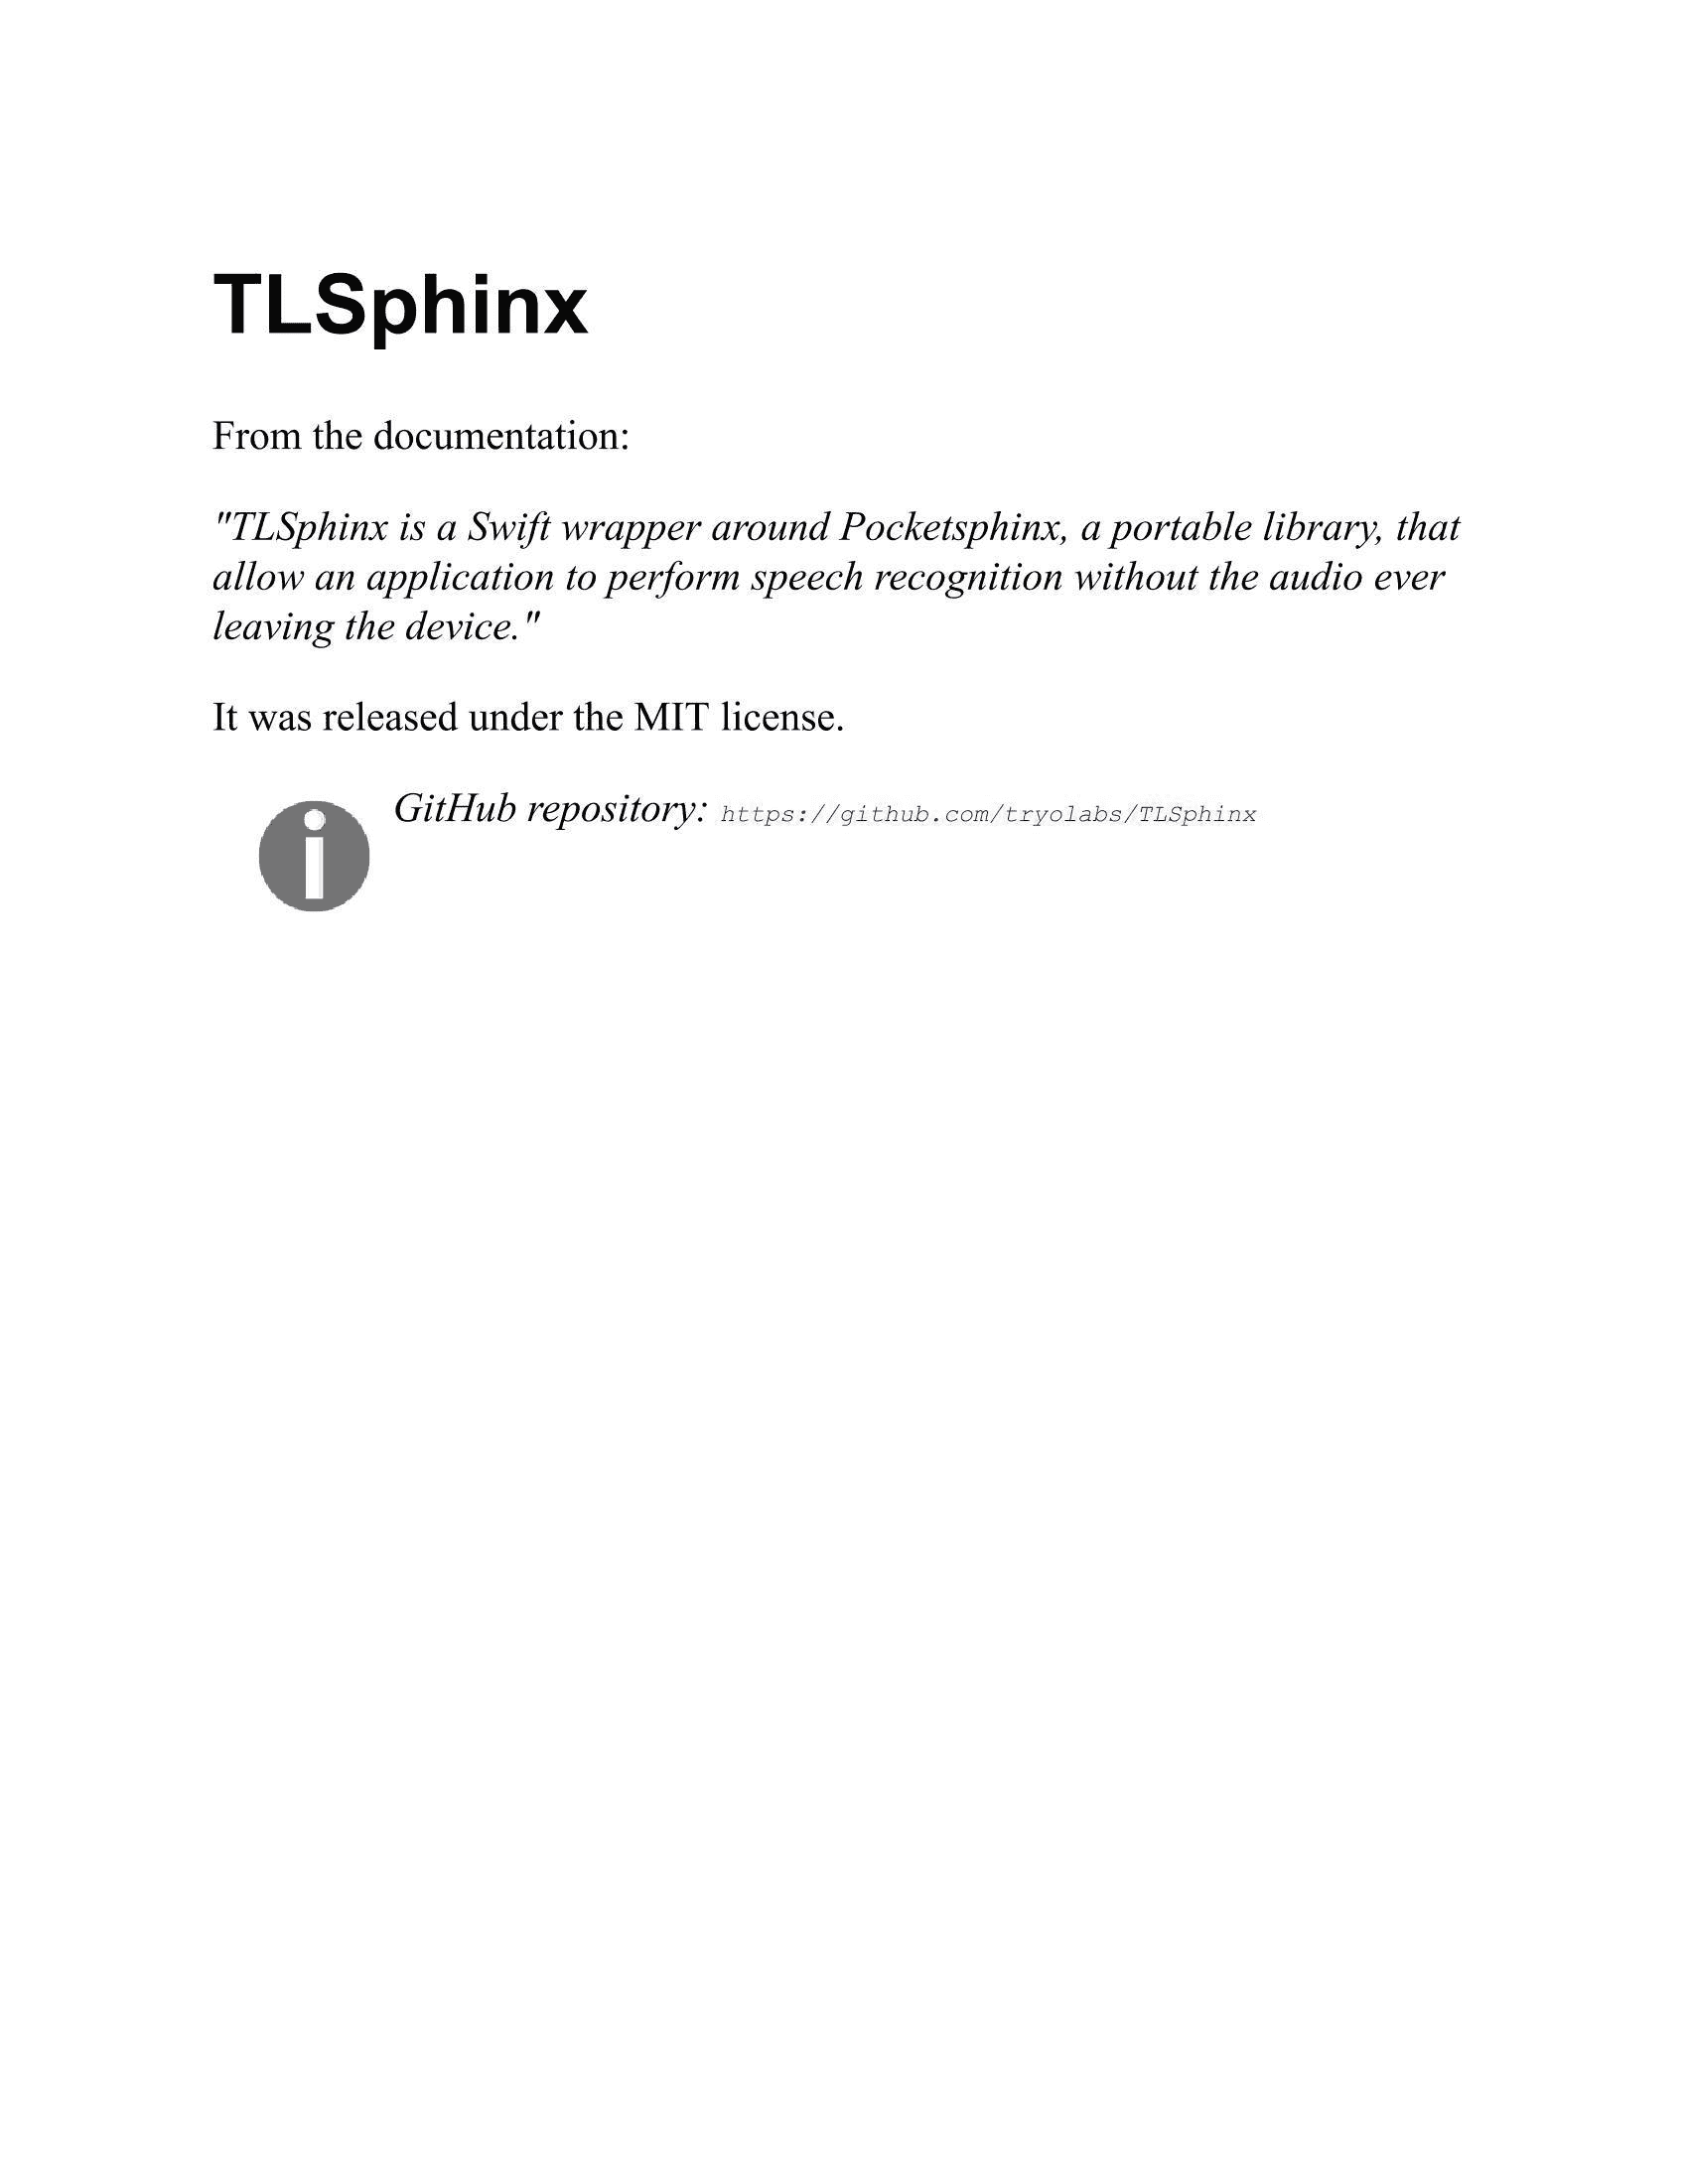 TLSphinx
From the documentation:
"TLSphinx is a Swift wrapper around Pocketsphinx, a portable library, that
allow an application to perform speech recognition without the audio ever
leaving the device."
It was released under the MIT license.
GitHub repository: https://github.com/tryolabs/TLSphinx